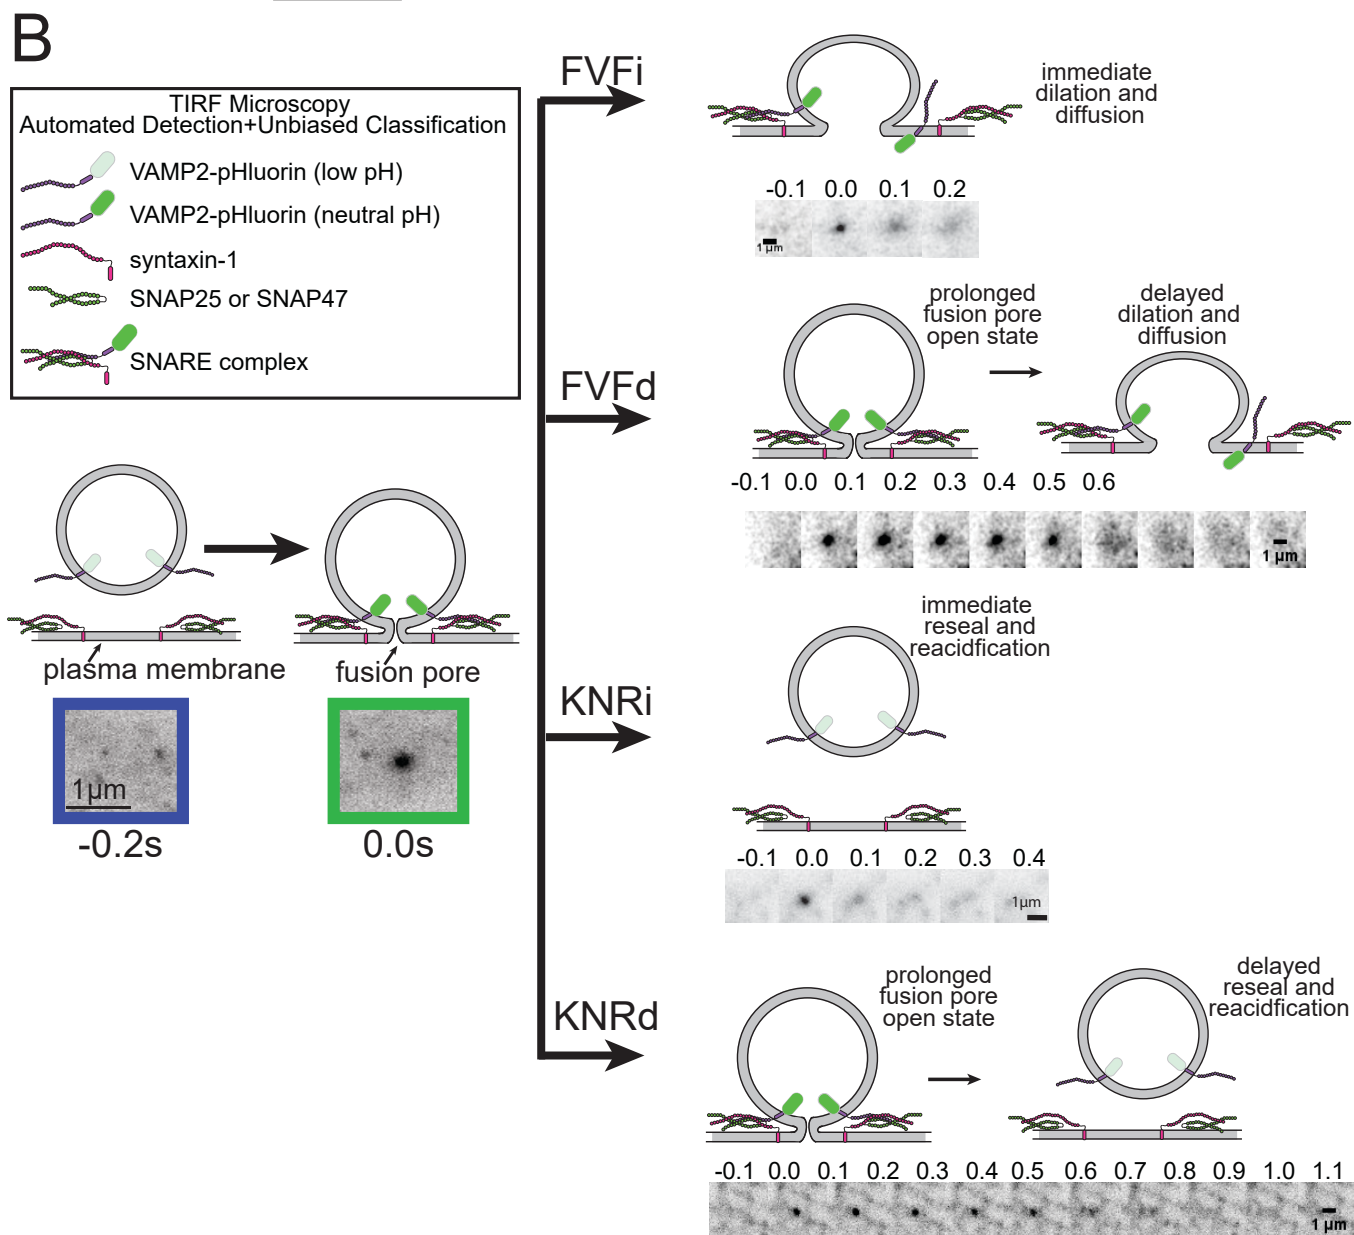 B
TIRF Microscopy
Automated Detection+Unbiased Classification
VAMP2-pHluorin (low pH)
VAMP2-pHluorin (neutral pH)
syntaxin-1
SNAP25 or SNAP47
SNARE complex
plasma membrane
fusion pore
1µm
-0.2s
0.0s
FVFi
immediate
dilation and
diffusion
-0.1 0.0 0.1 0.2
1 µm
FVFd
prolonged
fusion pore
open state
delayed
dilation and
diffusion
-0.1 0.0 0.1 0.2 0.3 0.4 0.5 0.6
1 µm
KNRi
immediate
reseal and
reacidification
-0.1 0.0 0.1 0.2 0.3 0.4
1µm
KNRd
prolonged
fusion pore
open state
delayed
reseal and
reacidfication
-0.1 0.0 0.1 0.2 0.3 0.4 0.5 0.6 0.7 0.8 0.9 1.0 1.1
1 µm